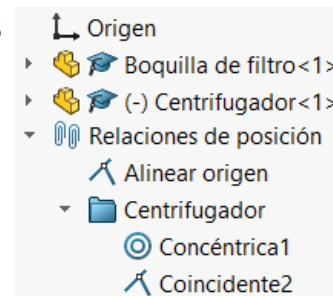 Origen
Boquilla de filtro<1>
(-) Centrifugador<1>
Relaciones de posición
Alinear origen
Centrifugador
Concéntrica1
Coincidente2